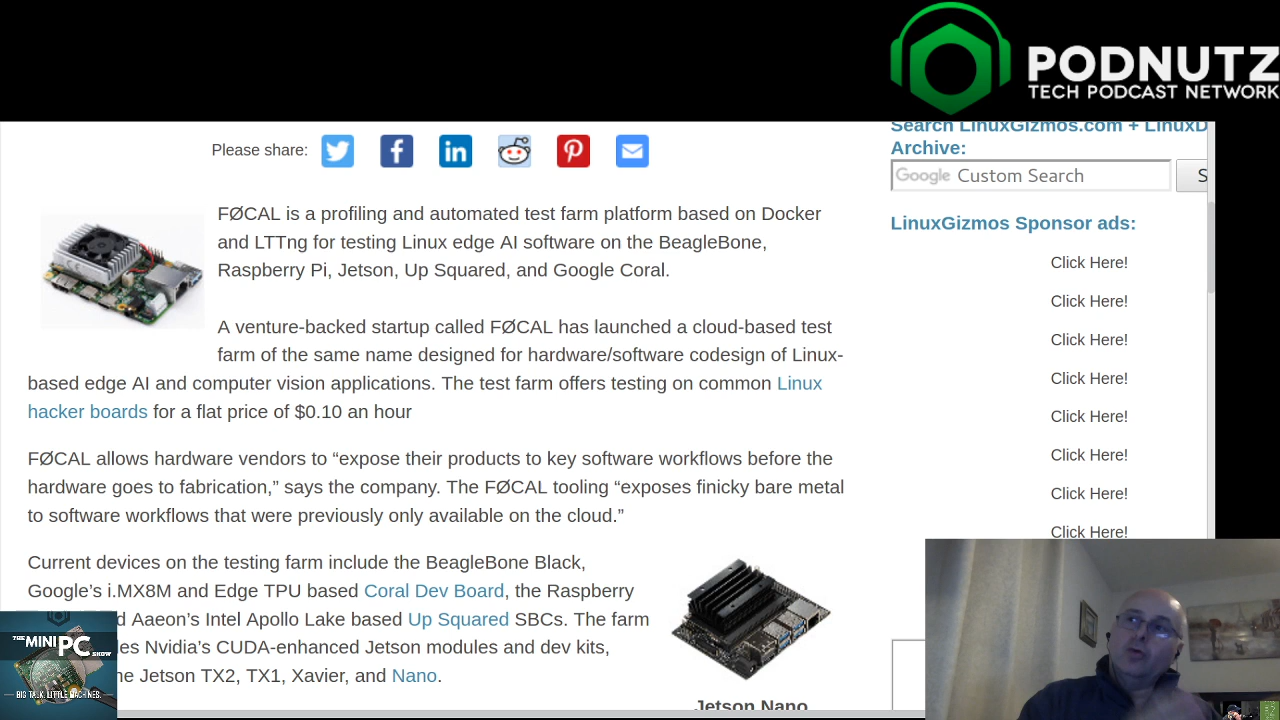 PODNUTZ
TECH PODCAST NETWORK
Please share:
FØCAL is a profiling and automated test farm platform based on Docker
and LTTng for testing Linux edge AI software on the BeagleBone,
Raspberry Pi, Jetson, Up Squared, and Google Coral.
A venture-backed startup called FØCAL has launched a cloud-based test
farm of the same name designed for hardware/software codesign of Linux-
based edge AI and computer vision applications. The test farm offers testing on common Linux
hacker boards for a flat price of $0.10 an hour
FØCAL allows hardware vendors to “expose their products to key software workflows before the
hardware goes to fabrication,” says the company. The FØCAL tooling “exposes finicky bare metal
to software workflows that were previously only available on the cloud.”
Current devices on the testing farm include the BeagleBone Black,
Google’s i.MX8M and Edge TPU based Coral Dev Board, the Raspberry
d Aaeon’s Intel Apollo Lake based Up Squared SBCs. The farm
es Nvidia’s CUDA-enhanced Jetson modules and dev kits,
e Jetson TX2, TX1, Xavier, and Nano.
Jetson Nano
Search LinuxGizmos.com + LinuxD
Archive:
Google Custom Search
S
LinuxGizmos Sponsor ads:
Click Here!
Click Here!
Click Here!
Click Here!
Click Here!
Click Here!
Click Here!
Click Here!
THE MINI PC SHOW
BIG TALK. LITTLE MACHINES.